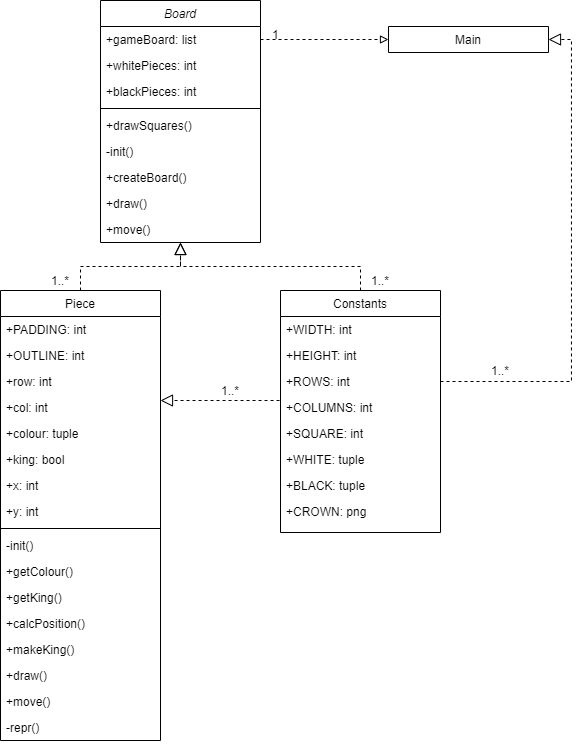 Board
+gameBoard: list
+whitePieces: int
+blackPieces: int
+drawSquares()
-init()
+createBoard()
+draw()
+move()
1
Main
1..*
1..*
Piece
+PADDING: int
+OUTLINE: int
+row: int
+col: int
+colour: tuple
+king: bool
+x: int
+y: int
-init()
+getColour()
+getKing()
+calcPosition()
+makeKing()
+draw()
+move()
-repr()
1..*
Constants
+WIDTH: int
+HEIGHT: int
+ROWS: int
+COLUMNS: int
+SQUARE: int
+WHITE: tuple
+BLACK: tuple
+CROWN: png
1..*